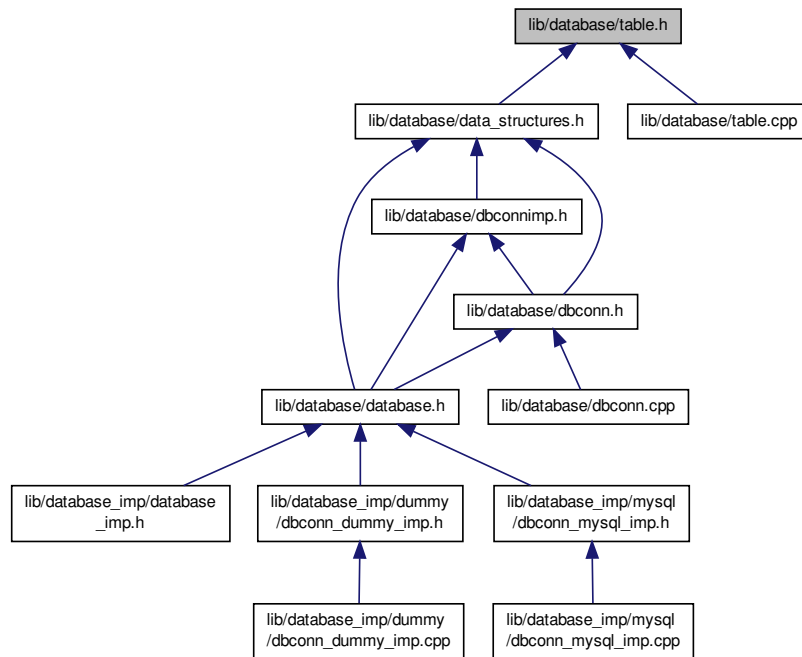 lib/database/table.h
lib/database/data_structures.h
lib/database/table.cpp
lib/database/dbconnimp.h
lib/database/dbconn.h
lib/database/database.h
lib/database/dbconn.cpp
lib/database_imp/database
_imp.h
lib/database_imp/dummy
/dbconn_dummy_imp.h
lib/database_imp/mysql
/dbconn_mysql_imp.h
lib/database_imp/dummy
/dbconn_dummy_imp.cpp
lib/database_imp/mysql
/dbconn_mysql_imp.cpp